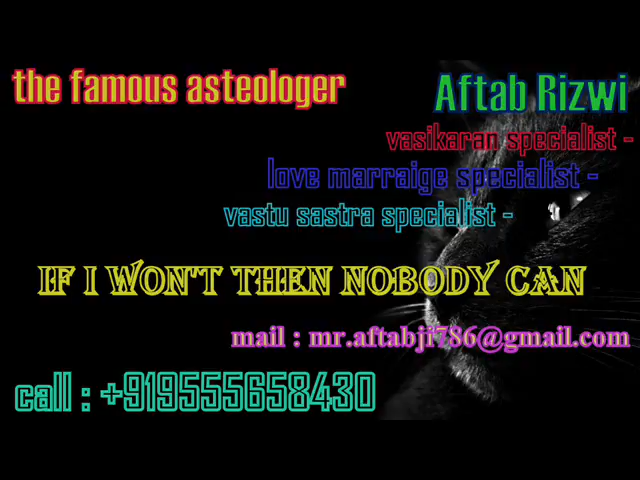 the famous asteologer
Aftab Rizwi
vasikaran specialist -
love marraige specialist -
vastu sastra specialist -
IF I WON'T THEN NOBODY CAN
mail : mr.aftabji786@gmail.com
call : +919555658430